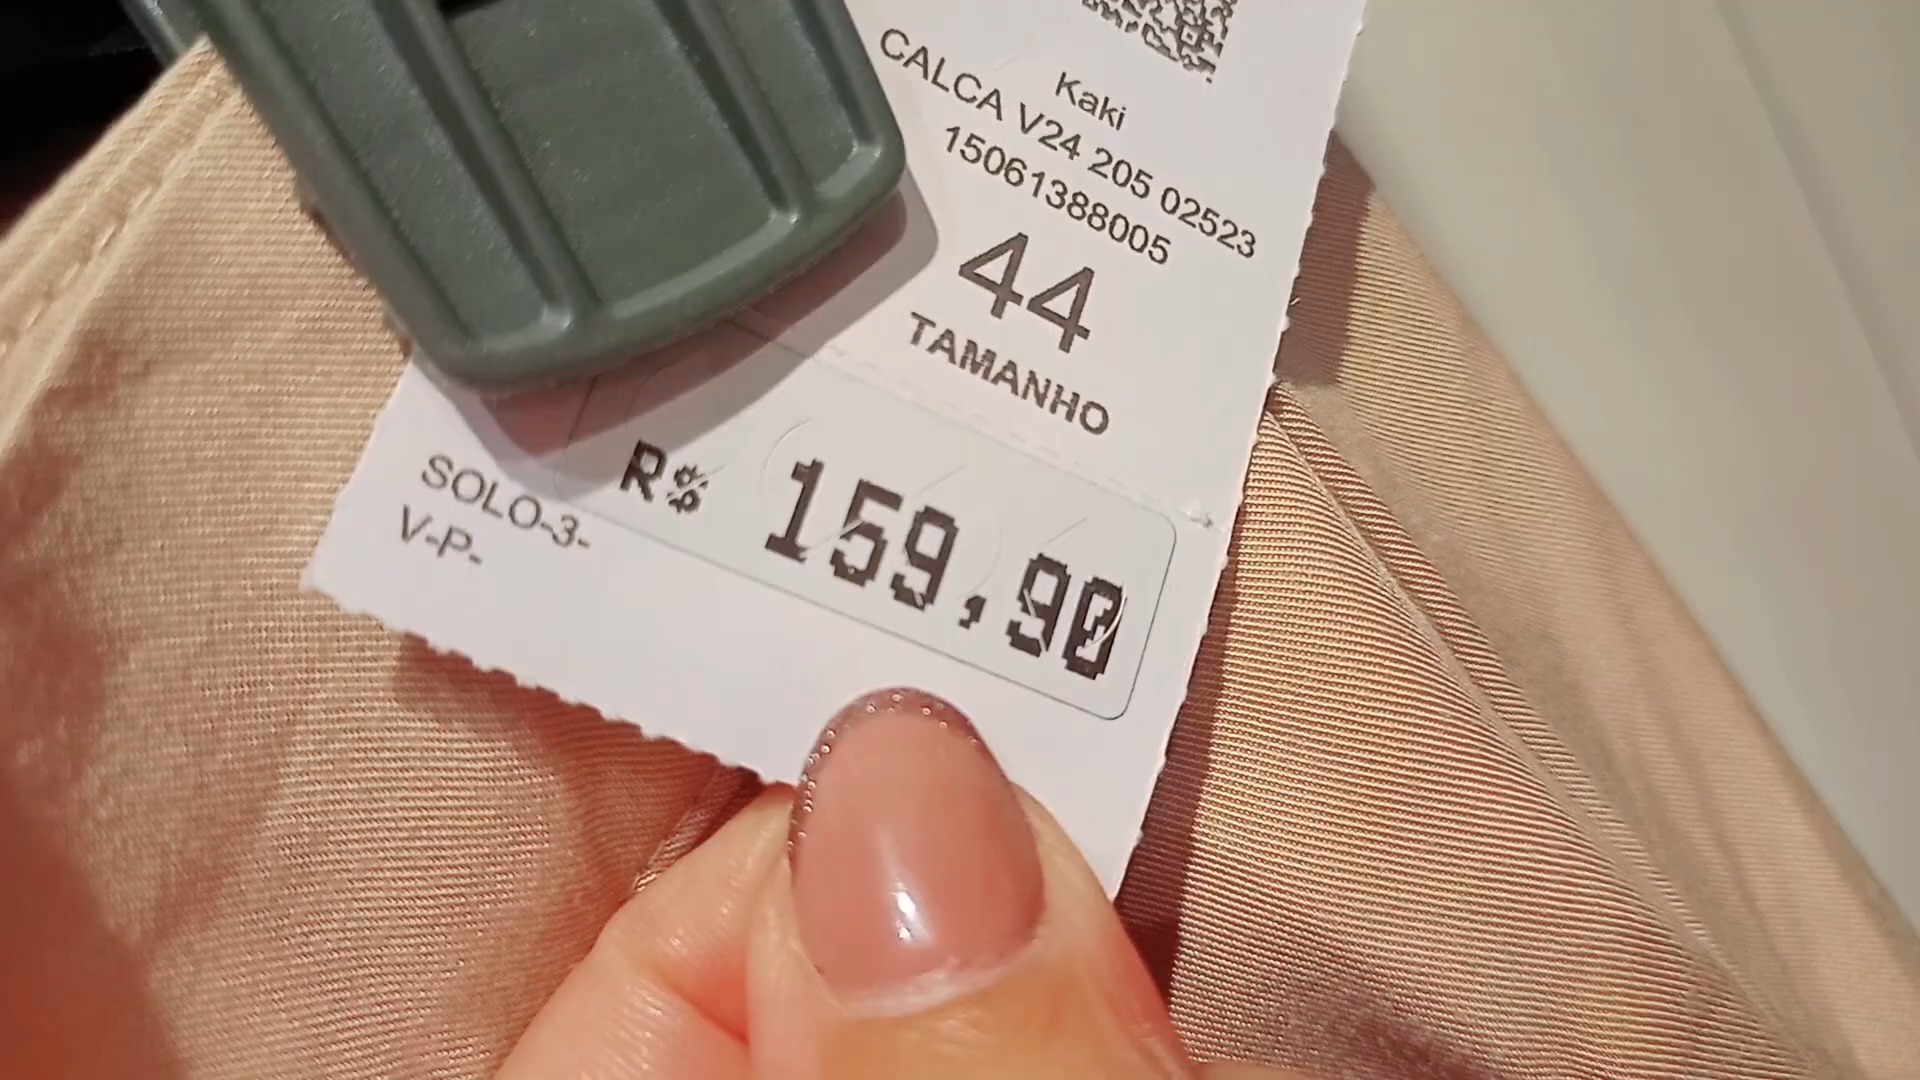 Kaki
CALCA V24 205 02523
15061388005
44
TAMANHO
R$ 159,90
SOLO-3-
V-P-